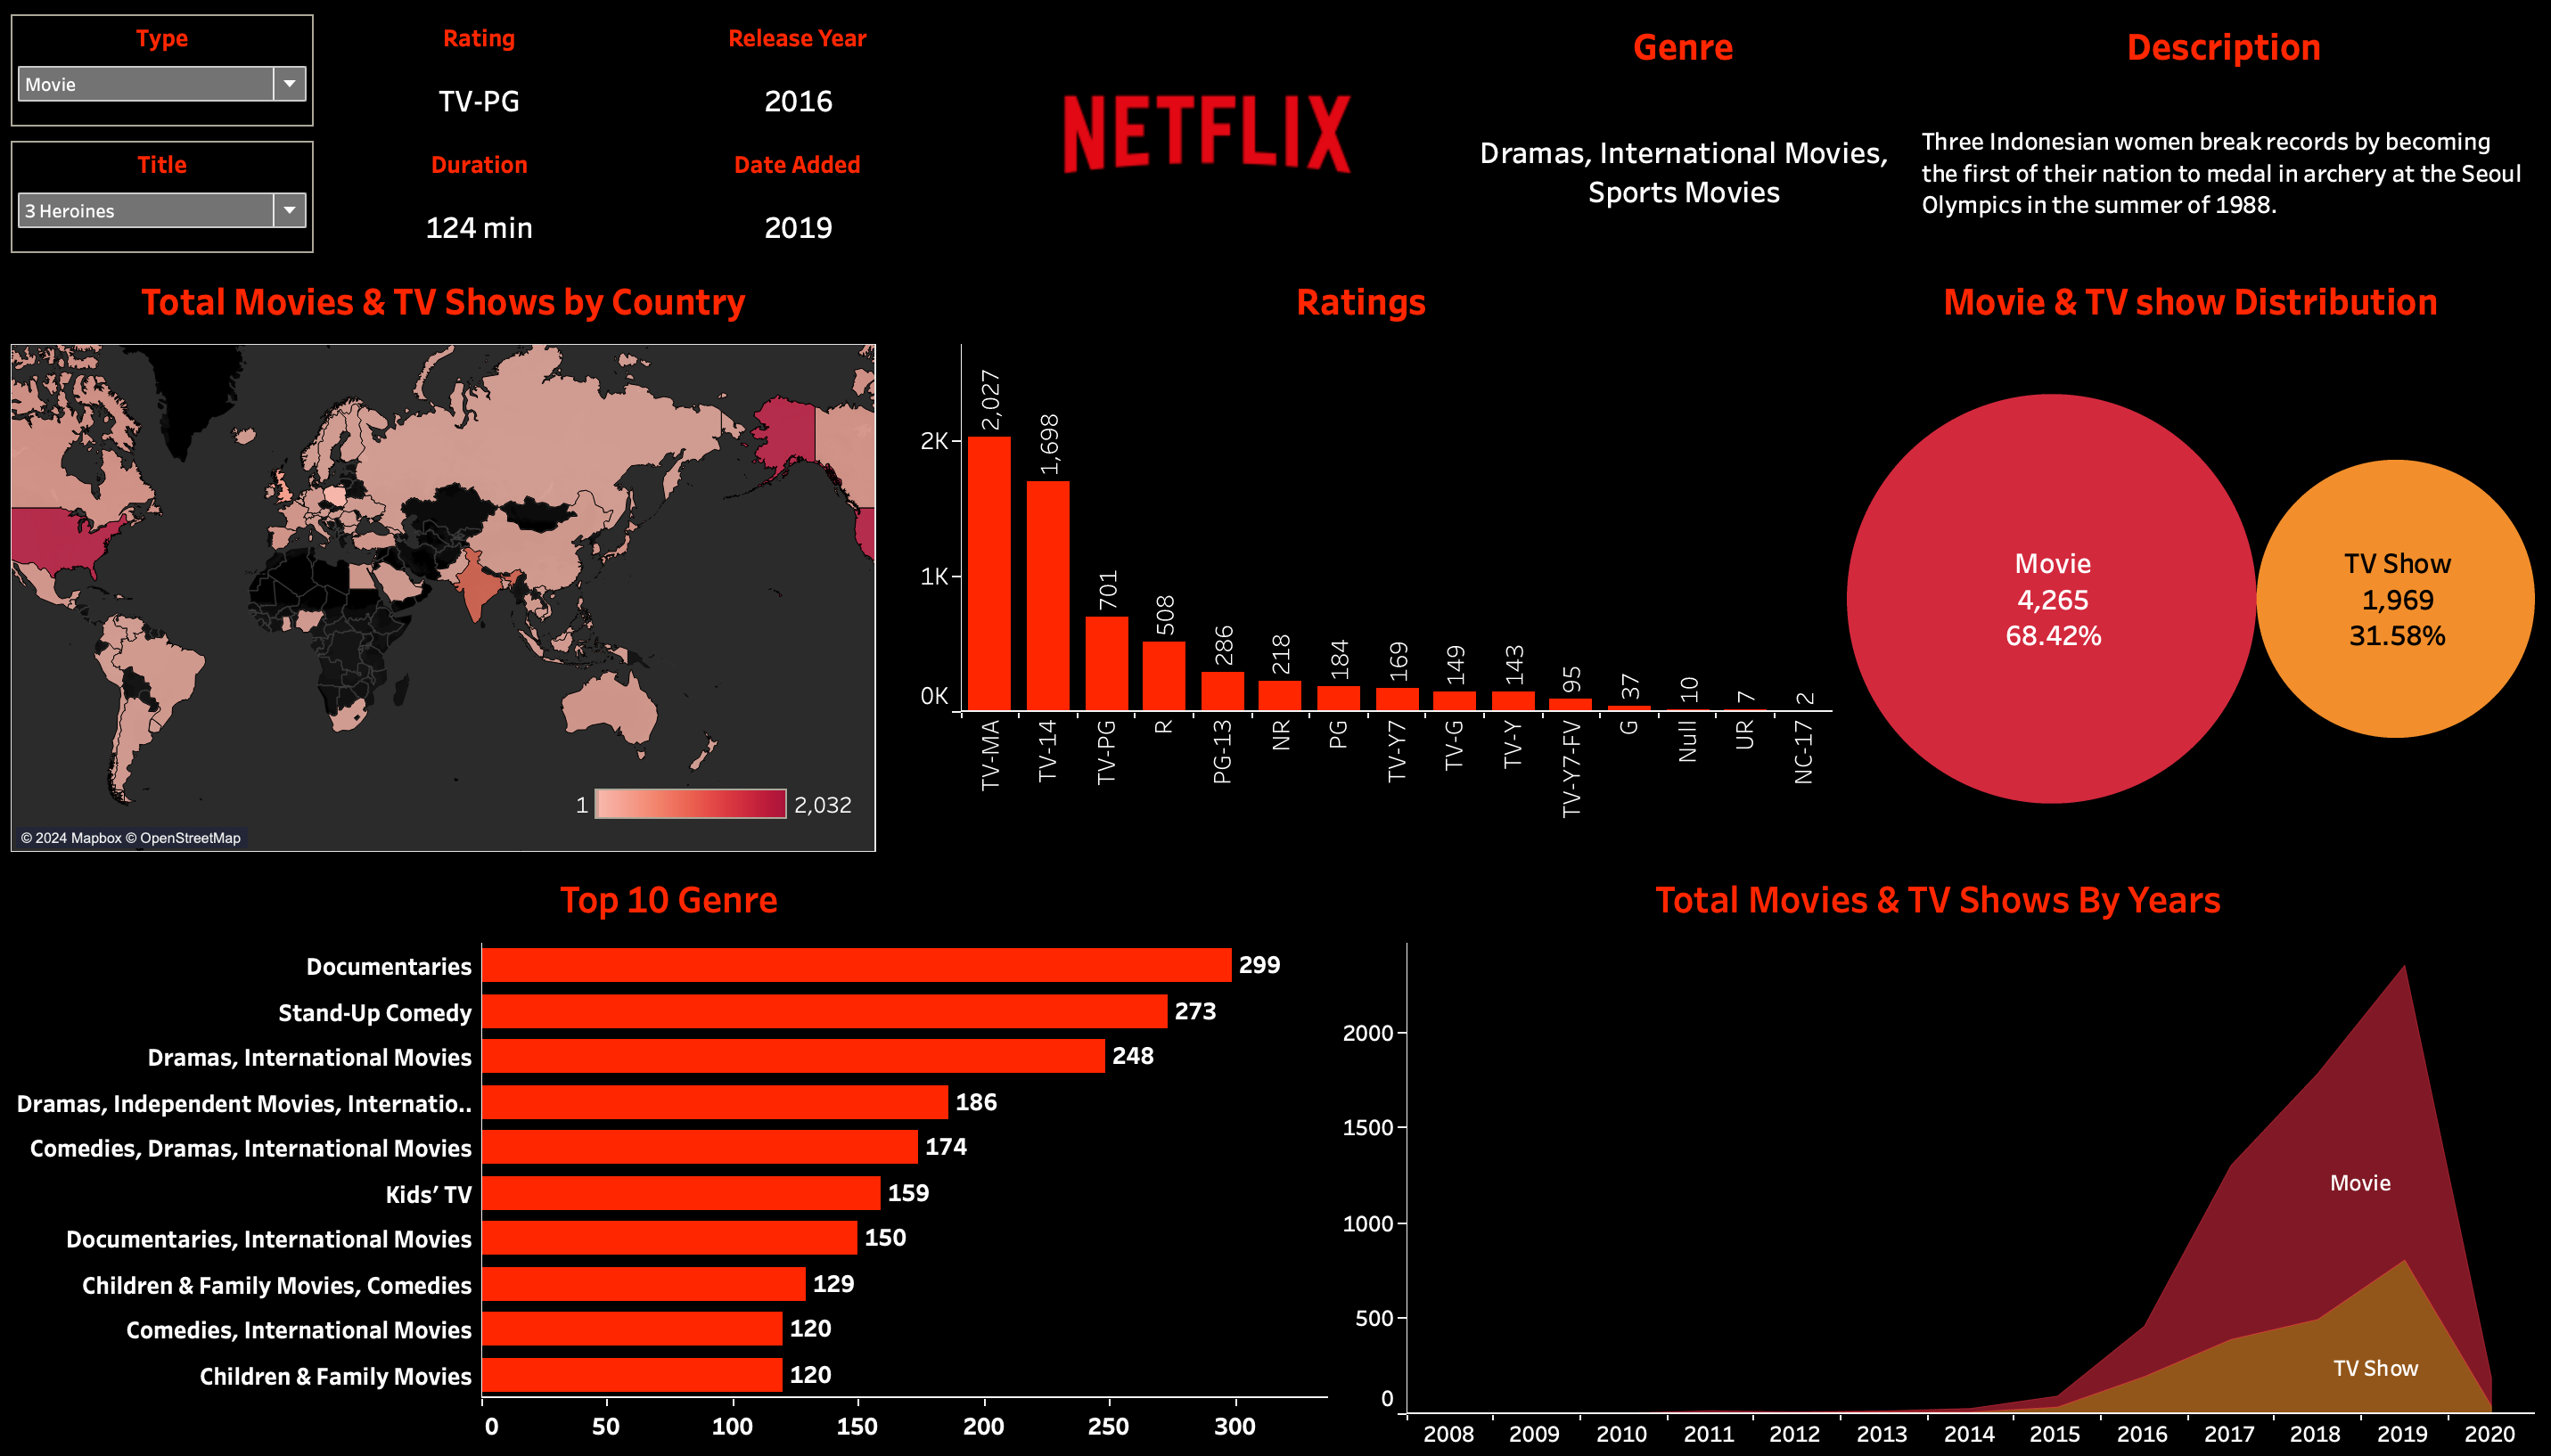 Type
Movie
Title
3 Heroines
Rating
TV-PG
Duration
124 min
Release Year
2016
Date Added
2019
NETFLIX
Genre
Dramas, International Movies,
Sports Movies
Description
Three Indonesian women break records by becoming
the first of their nation to medal in archery at the Seoul
Olympics in the summer of 1988.
Total Movies & TV Shows by Country
1
2,032
© 2024 Mapbox © OpenStreetMap
Ratings
2K
1K
0K
2,027
1,698
701
508
286
218
184
169
149
143
95
37
10
7
2
TV-MA
TV-14
TV-PG
R
PG-13
NR
PG
TV-Y7
TV-G
TV-Y
TV-Y7-FV
G
Null
UR
NC-17
Movie & TV show Distribution
Movie
4,265
68.42%
TV Show
1,969
31.58%
Top 10 Genre
Documentaries
299
Stand-Up Comedy
273
Dramas, International Movies
248
Dramas, Independent Movies, Internatio..
186
Comedies, Dramas, International Movies
174
Kids’ TV
159
Documentaries, International Movies
150
Children & Family Movies, Comedies
129
Comedies, International Movies
120
Children & Family Movies
120
0
50
100
150
200
250
300
Total Movies & TV Shows By Years
2000
1500
1000
500
0
Movie
TV Show
2008
2009
2010
2011
2012
2013
2014
2015
2016
2017
2018
2019
2020